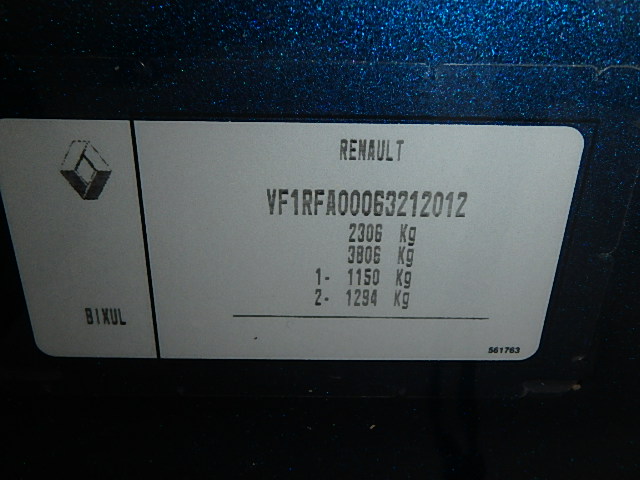 RENAULT
VF1RFA00063212012
2306 Kg
3806 Kg
1- 1150 Kg
2- 1294 Kg
BIXUL
561763